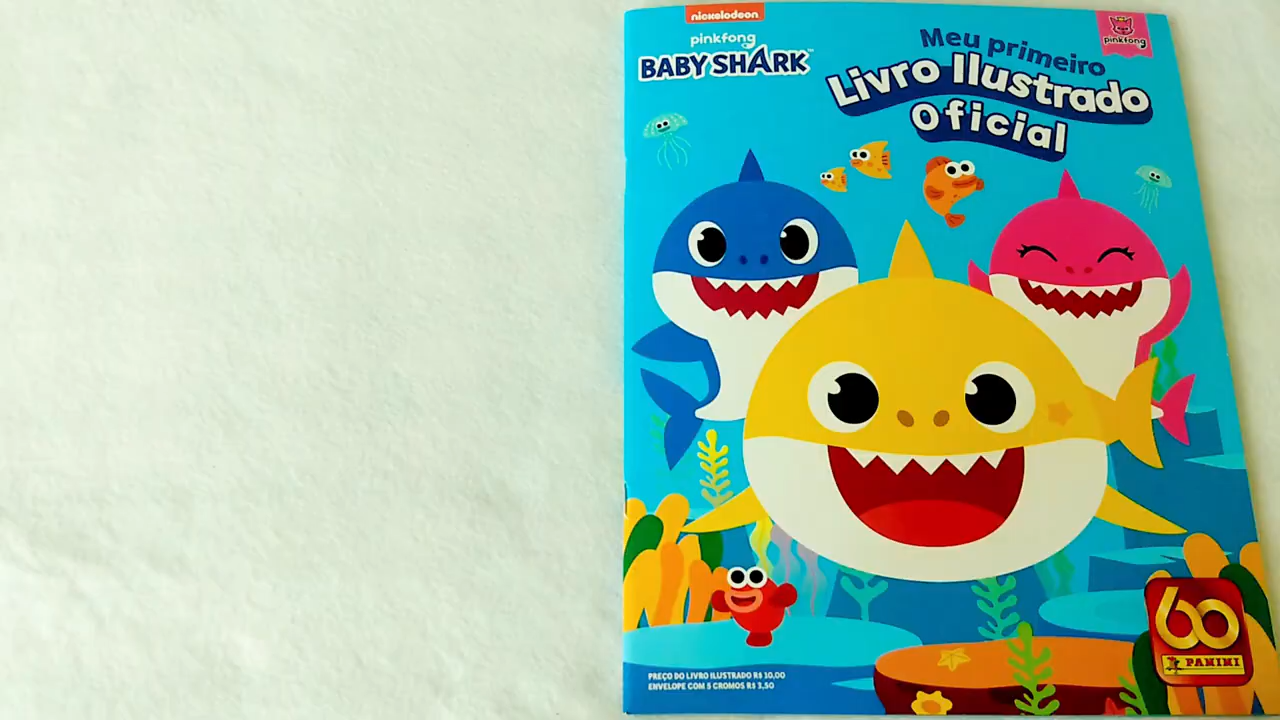 nickelodeon
pinkfong
BABY SHARK™
Meu primeiro
Livro Ilustrado
Oficial
pinkfong
60
PANINI
PREÇO DO LIVRO ILUSTRADO R$ 10,00
ENVELOPE COM 5 CROMOS R$ 3,50